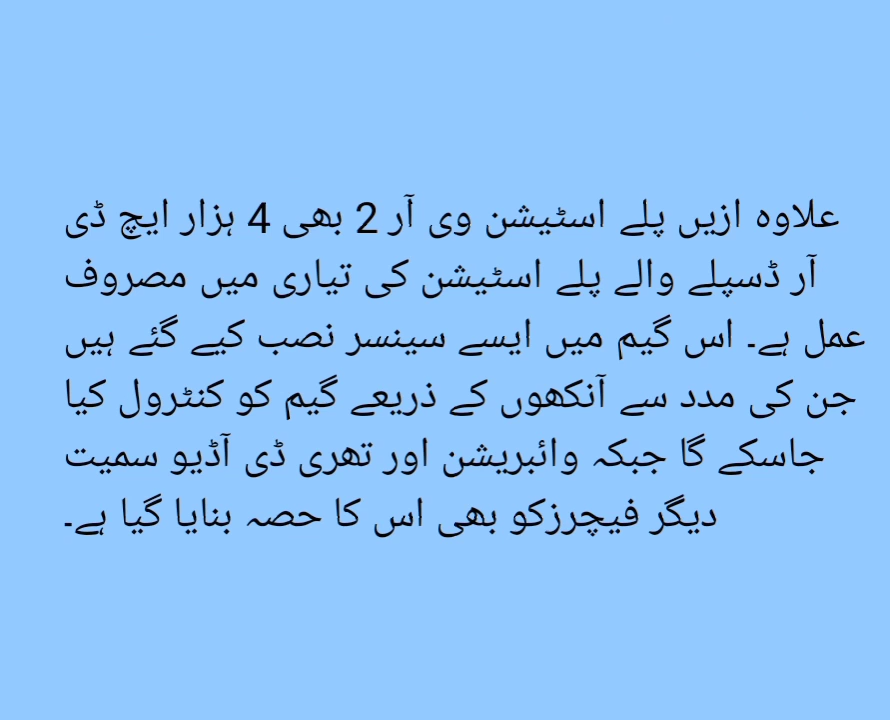 علاوہ ازیں پلے اسٹیشن وی آر 2 بھی 4 ہزار ایچ ڈی
آر ڈسپلے والے پلے اسٹیشن کی تیاری میں مصروف
عمل ہے۔ اس گیم میں ایسے سینسر نصب کیے گئے ہیں
جن کی مدد سے آنکھوں کے ذریعے گیم کو کنٹرول کیا
جاسکے گا جبکہ وائبریشن اور تھری ڈی آڈیو سمیت
دیگر فیچرزکو بھی اس کا حصہ بنایا گیا ہے۔